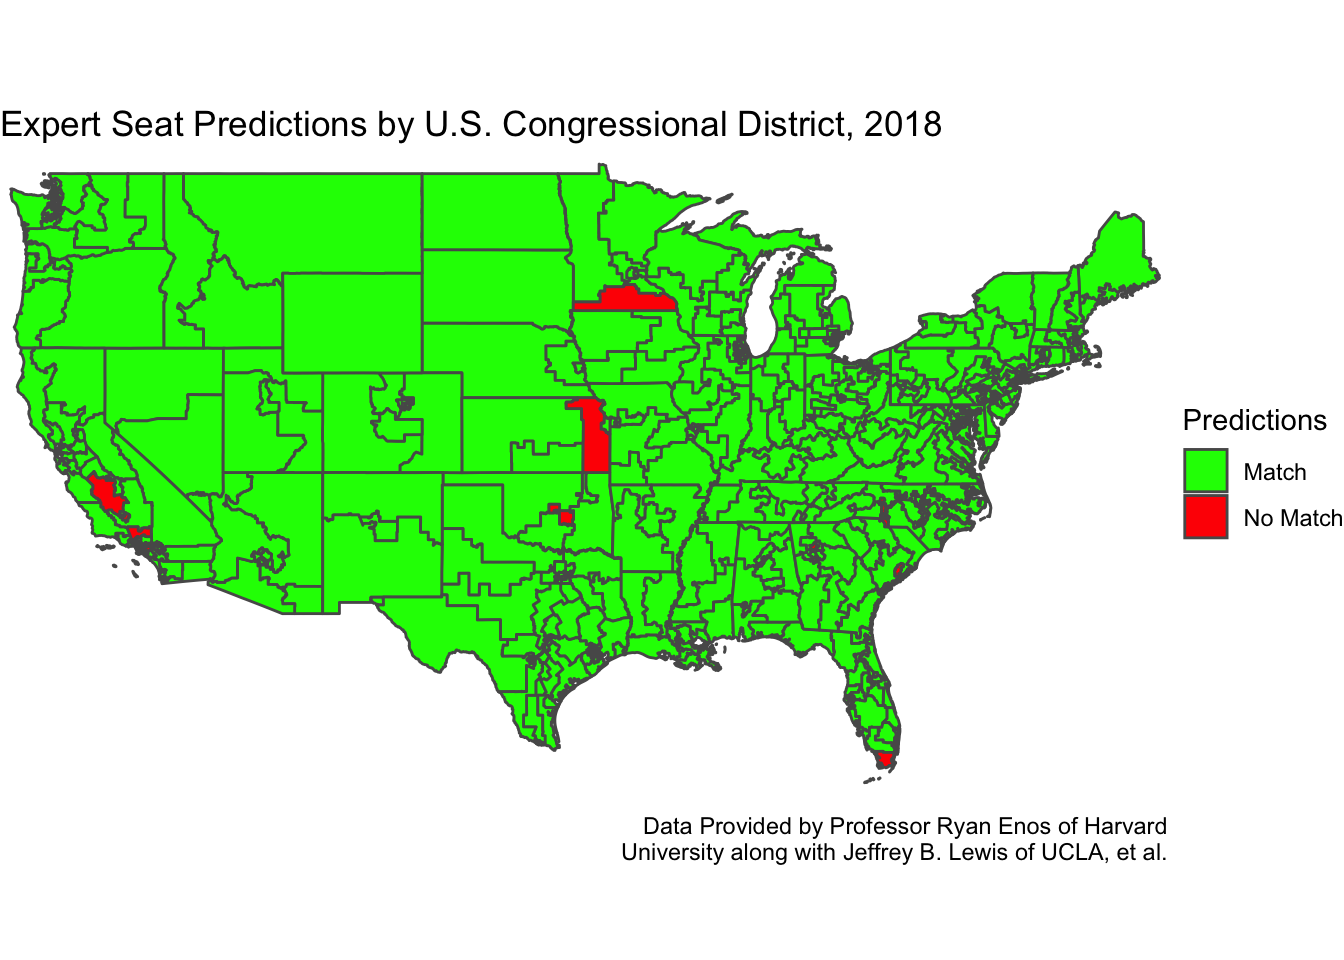 Expert Seat Predictions by U.S. Congressional District, 2018
Predictions
Match
No Match
Data Provided by Professor Ryan Enos of Harvard
University along with Jeffrey B. Lewis of UCLA, et al.